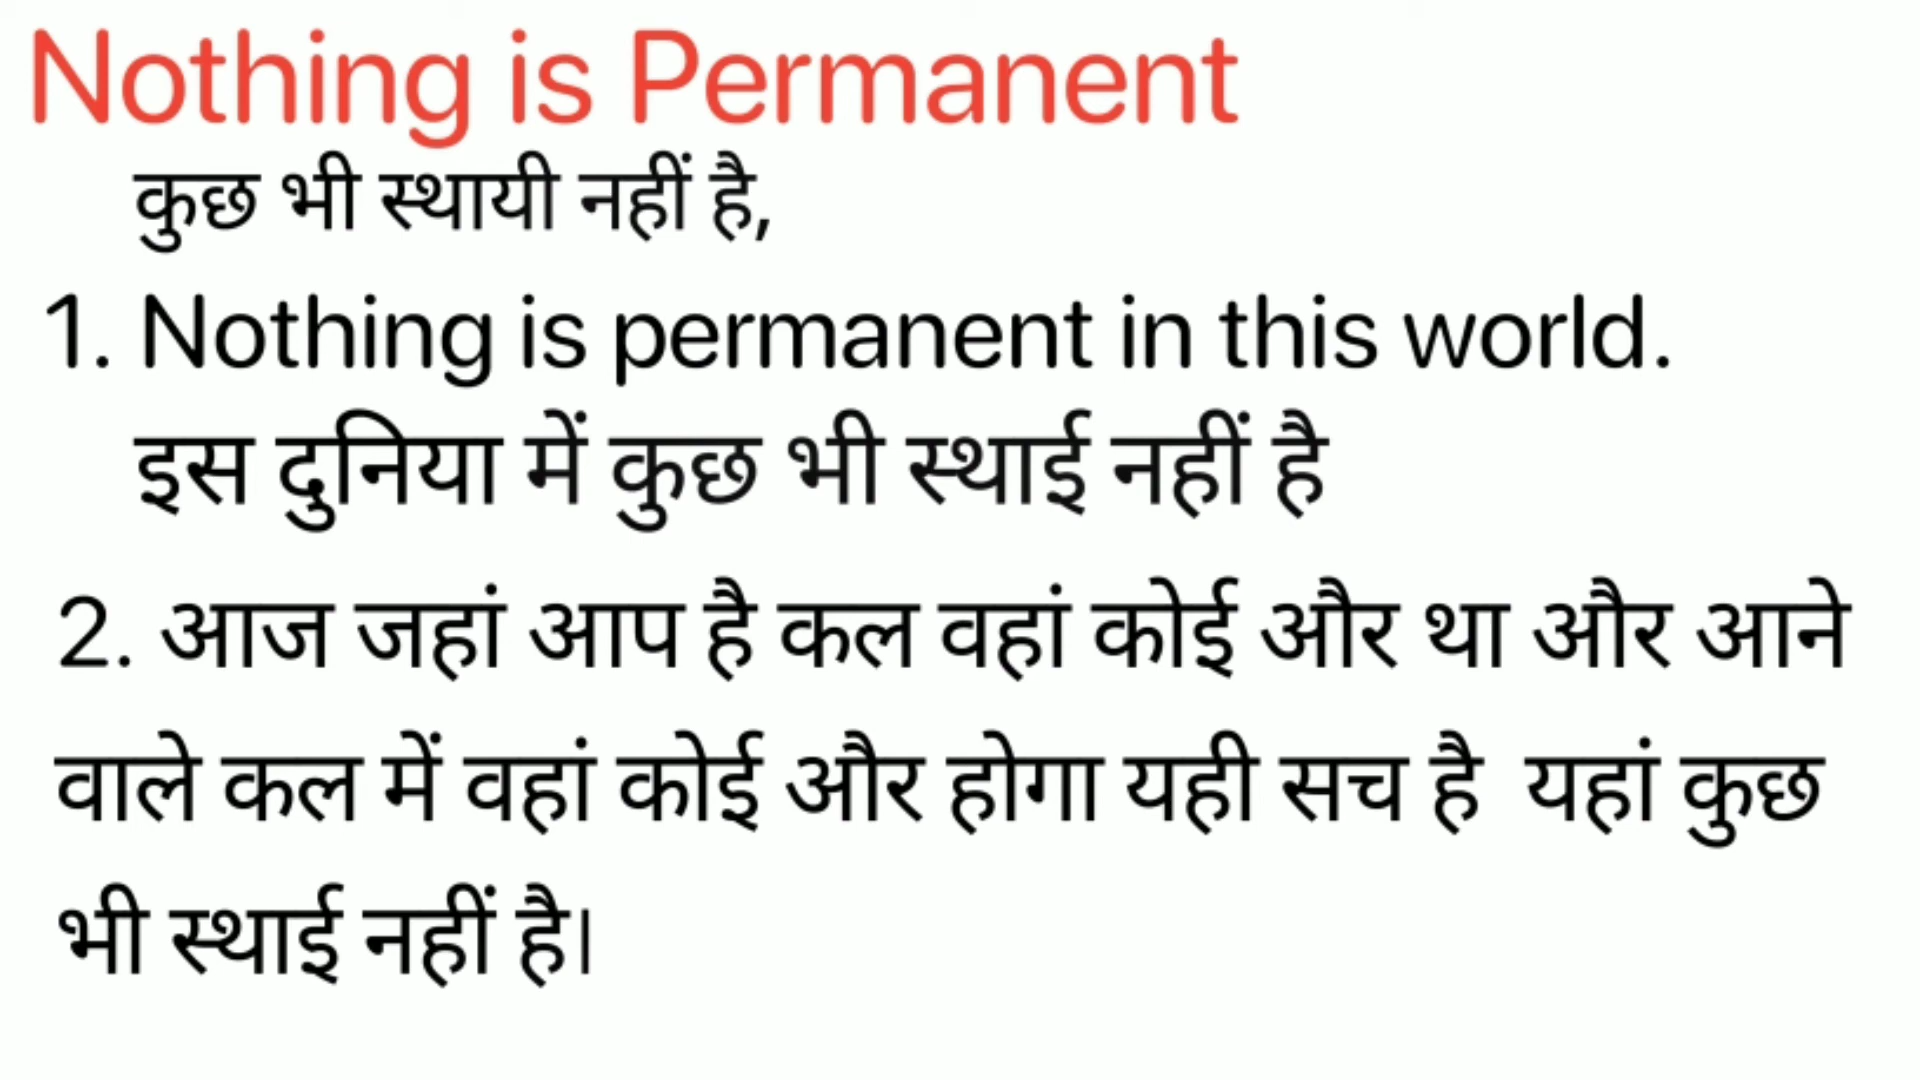 Nothing is Permanent
कुछ भी स्थायी नहीं है,
1. Nothing is permanent in this world.
इस दुनिया में कुछ भी स्थाई नहीं है
2. आज जहां आप है कल वहां कोई और था और आने
वाले कल में वहां कोई और होगा यही सच है यहां कुछ
भी स्थाई नहीं है।